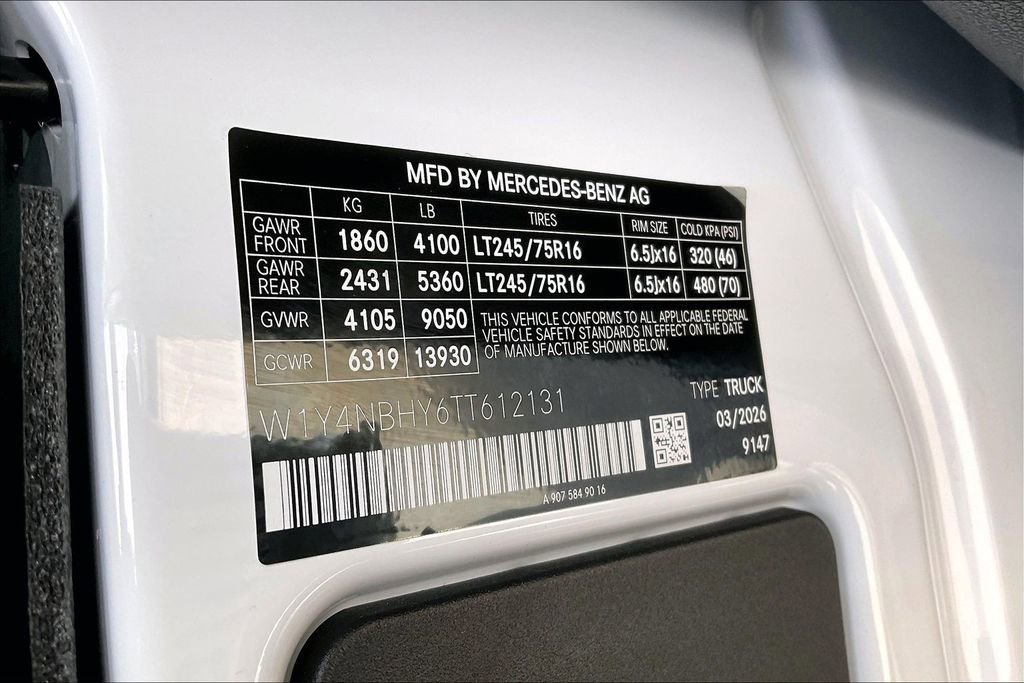 MFD BY MERCEDES-BENZ AG
KG LB TIRES RIM SIZE COLD KPA (PSI)
GAWR FRONT 1860 4100 LT245/75R16 6.5Jx16 320 (46)
GAWR REAR 2431 5360 LT245/75R16 6.5Jx16 480 (70)
GVWR 4105 9050
GCWR 6319 13930
THIS VEHICLE CONFORMS TO ALL APPLICABLE FEDERAL
VEHICLE SAFETY STANDARDS IN EFFECT ON THE DATE
OF MANUFACTURE SHOWN BELOW.
W1Y4NBHY6TT612131
TYPE TRUCK
03/2026
9147
A 907 584 90 16